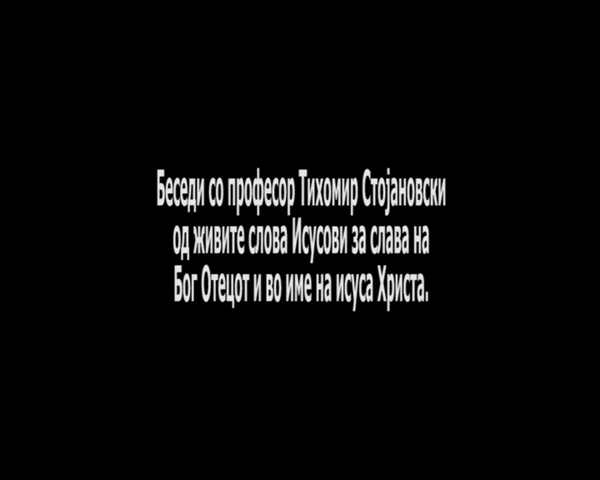 Беседи со професор Тихомир Стојановски
од живите слова Исусови за слава на
Бог Отецот и во име на исуса Христа.